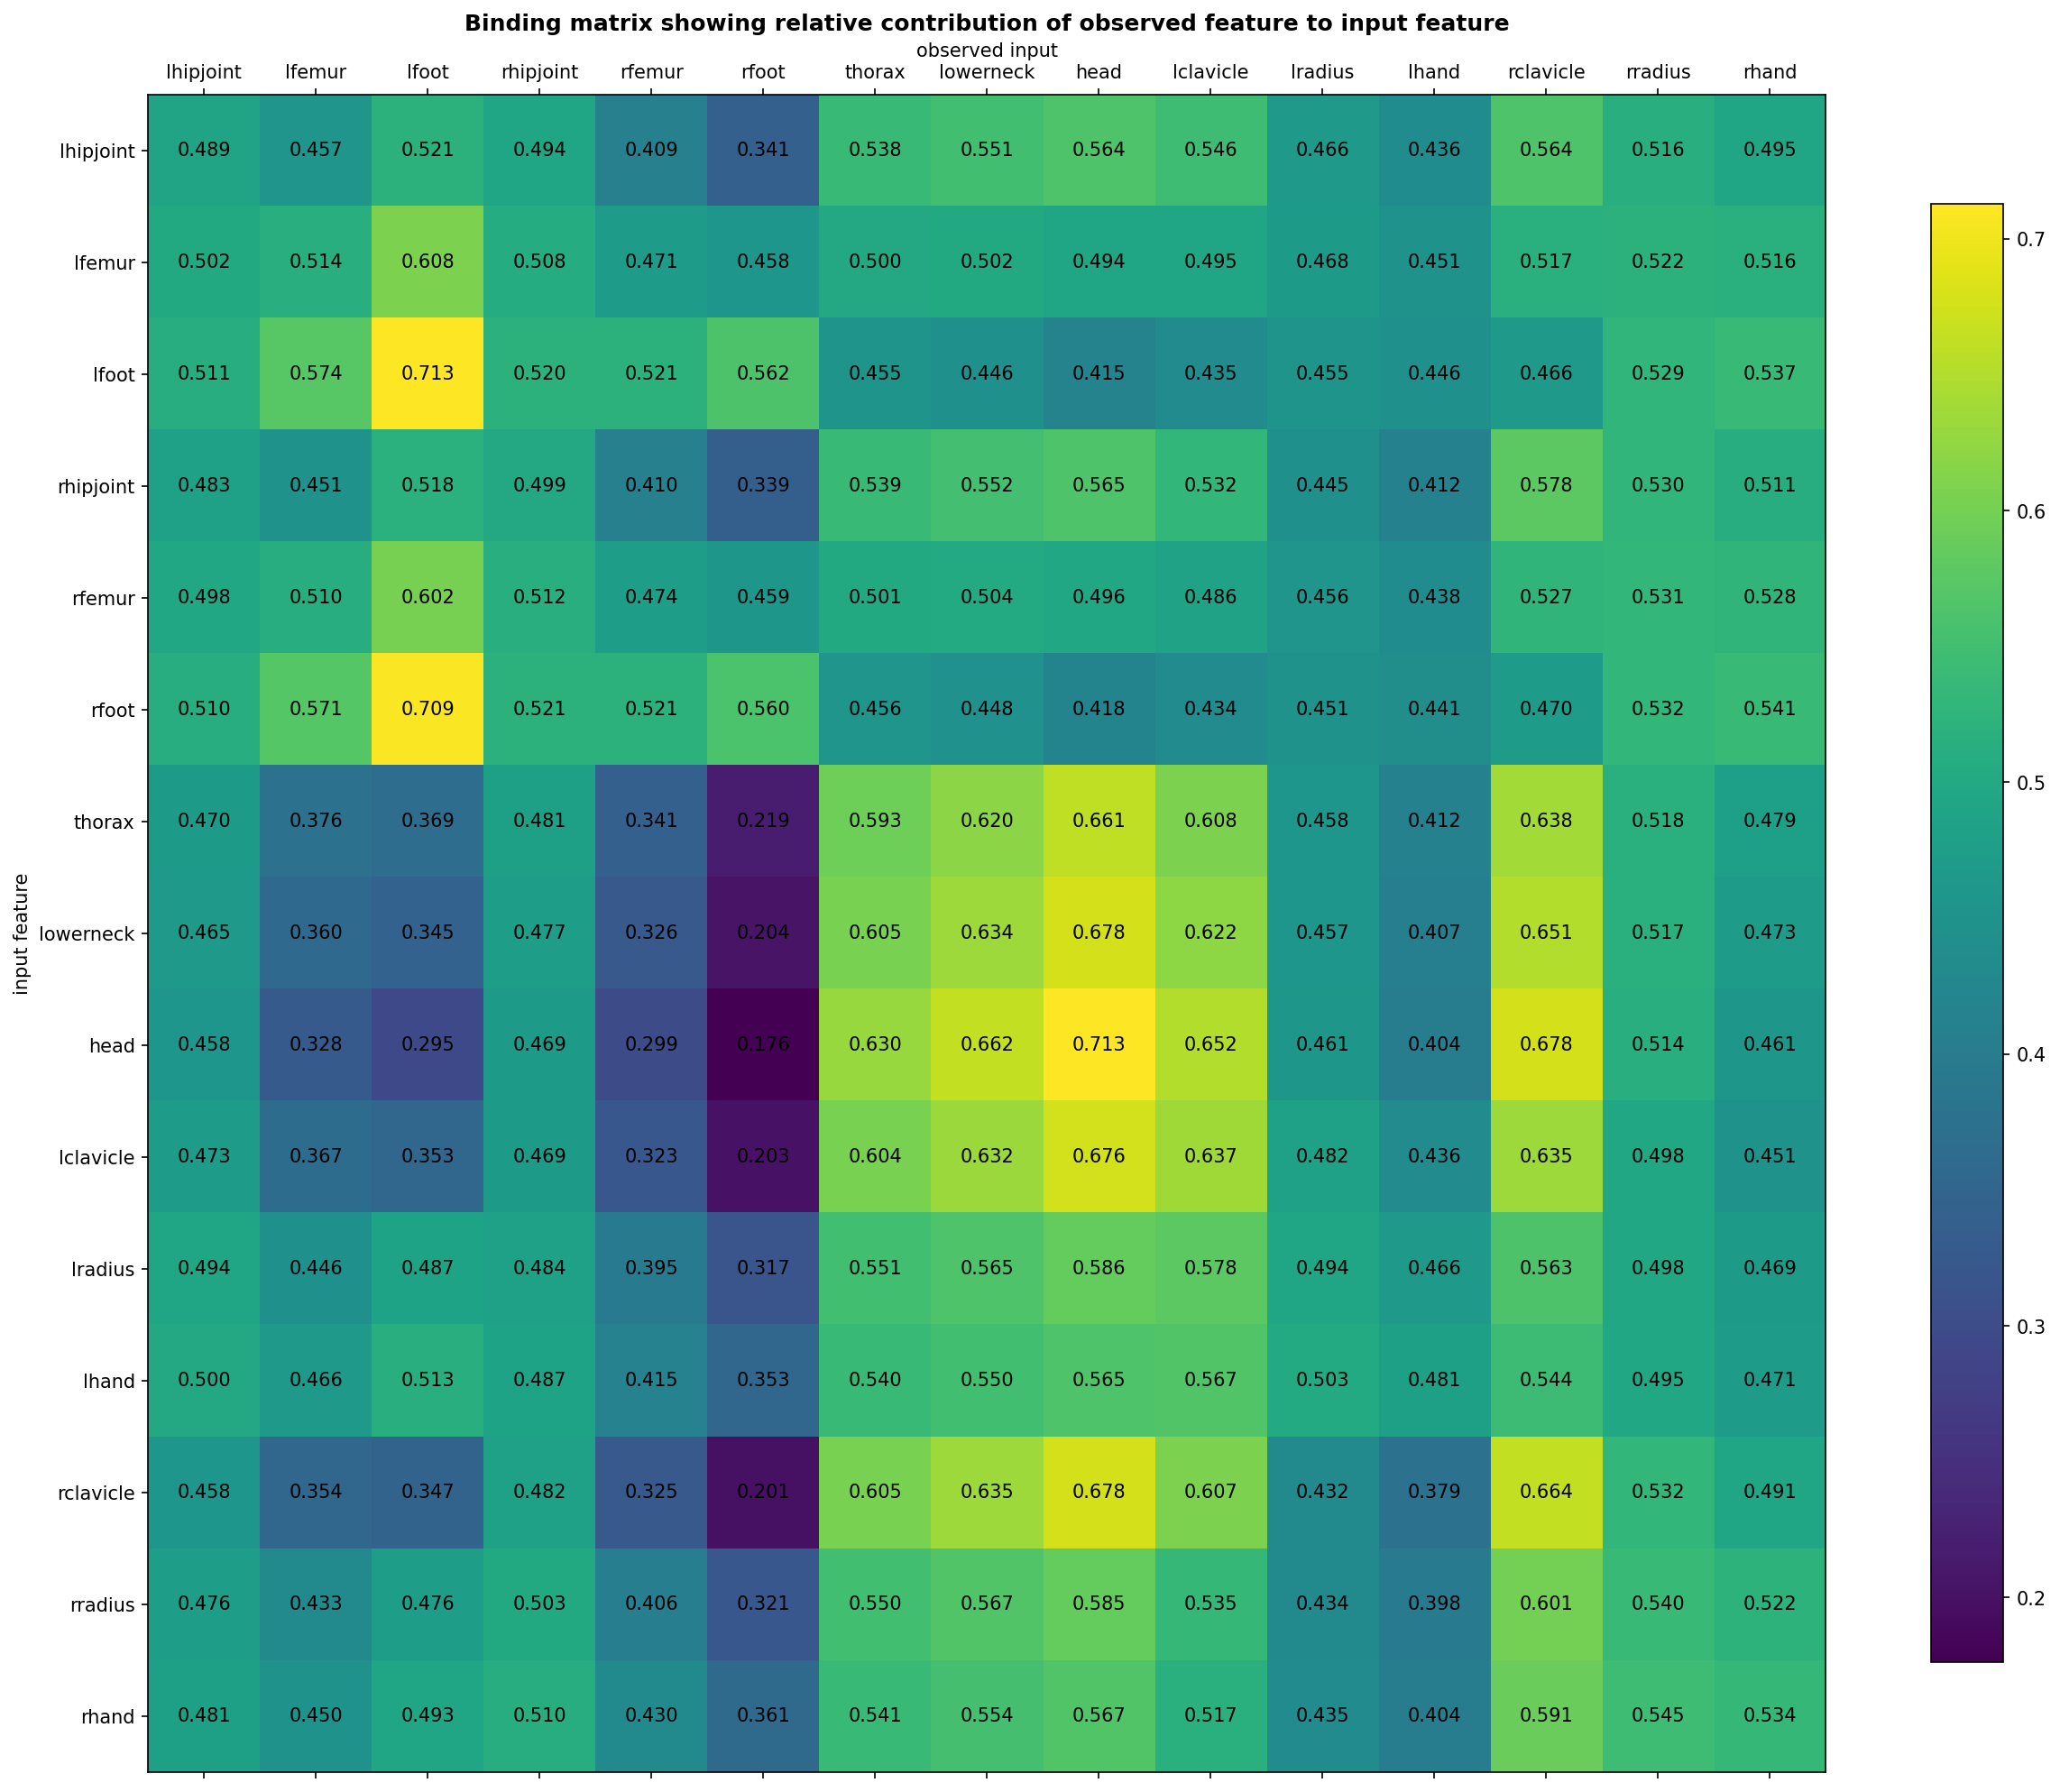 Binding matrix showing relative contribution of observed feature to input feature
observed input
lhipjoint lfemur lfoot rhipjoint rfemur rfoot thorax lowerneck head lclavicle lradius lhand rclavicle rradius rhand
lhipjoint 0.489 0.457 0.521 0.494 0.409 0.341 0.538 0.551 0.564 0.546 0.466 0.436 0.564 0.516 0.495
lfemur 0.502 0.514 0.608 0.508 0.471 0.458 0.500 0.502 0.494 0.495 0.468 0.451 0.517 0.522 0.516
lfoot 0.511 0.574 0.713 0.520 0.521 0.562 0.455 0.446 0.415 0.435 0.455 0.446 0.466 0.529 0.537
rhipjoint 0.483 0.451 0.518 0.499 0.410 0.339 0.539 0.552 0.565 0.532 0.445 0.412 0.578 0.530 0.511
rfemur 0.498 0.510 0.602 0.512 0.474 0.459 0.501 0.504 0.496 0.486 0.456 0.438 0.527 0.531 0.528
rfoot 0.510 0.571 0.709 0.521 0.521 0.560 0.456 0.448 0.418 0.434 0.451 0.441 0.470 0.532 0.541
thorax 0.470 0.376 0.369 0.481 0.341 0.219 0.593 0.620 0.661 0.608 0.458 0.412 0.638 0.518 0.479
lowerneck 0.465 0.360 0.345 0.477 0.326 0.204 0.605 0.634 0.678 0.622 0.457 0.407 0.651 0.517 0.473
head 0.458 0.328 0.295 0.469 0.299 0.176 0.630 0.662 0.713 0.652 0.461 0.404 0.678 0.514 0.461
lclavicle 0.473 0.367 0.353 0.469 0.323 0.203 0.604 0.632 0.676 0.637 0.482 0.436 0.635 0.498 0.451
lradius 0.494 0.446 0.487 0.484 0.395 0.317 0.551 0.565 0.586 0.578 0.494 0.466 0.563 0.498 0.469
lhand 0.500 0.466 0.513 0.487 0.415 0.353 0.540 0.550 0.565 0.567 0.503 0.481 0.544 0.495 0.471
rclavicle 0.458 0.354 0.347 0.482 0.325 0.201 0.605 0.635 0.678 0.607 0.432 0.379 0.664 0.532 0.491
rradius 0.476 0.433 0.476 0.503 0.406 0.321 0.550 0.567 0.585 0.535 0.434 0.398 0.601 0.540 0.522
rhand 0.481 0.450 0.493 0.510 0.430 0.361 0.541 0.554 0.567 0.517 0.435 0.404 0.591 0.545 0.534
input feature
0.7
0.6
0.5
0.4
0.3
0.2